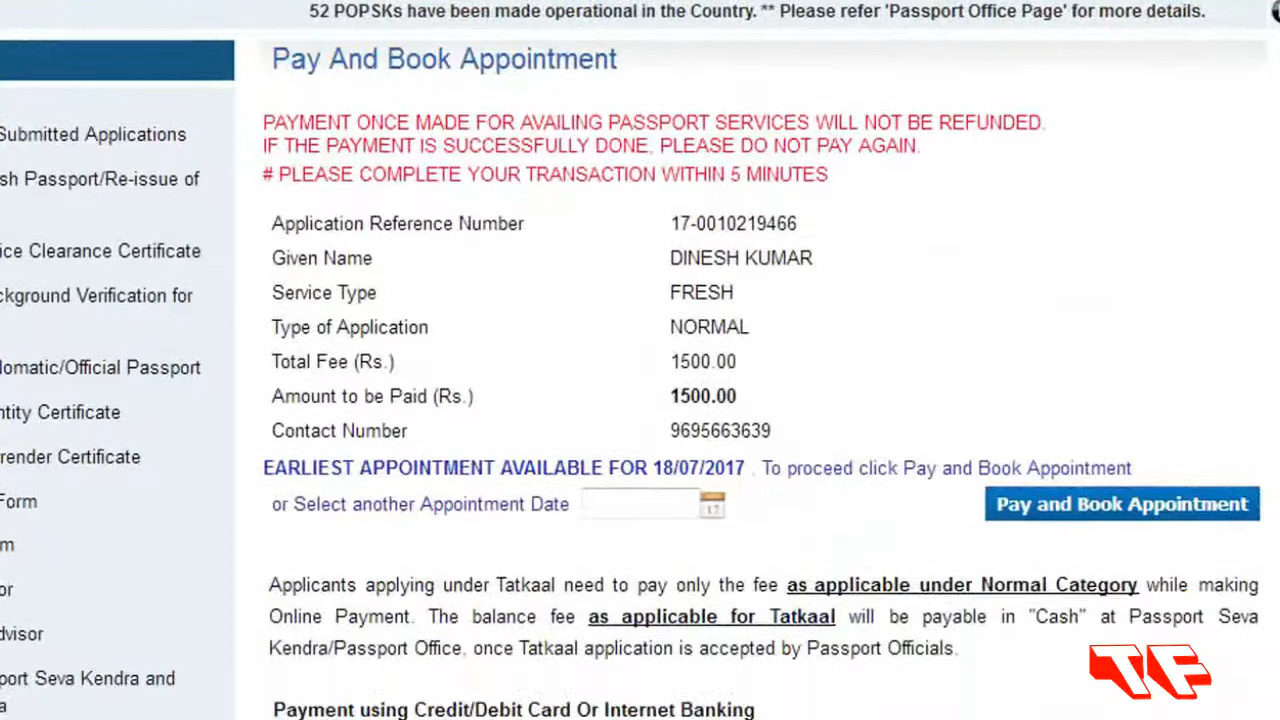 52 POPSKs have been made operational in the Country. ** Please refer 'Passport Office Page' for more details.
Pay And Book Appointment
PAYMENT ONCE MADE FOR AVAILING PASSPORT SERVICES WILL NOT BE REFUNDED.
IF THE PAYMENT IS SUCCESSFULLY DONE, PLEASE DO NOT PAY AGAIN.
# PLEASE COMPLETE YOUR TRANSACTION WITHIN 5 MINUTES
Submitted Applications
sh Passport/Re-issue of
ice Clearance Certificate
ckground Verification for
lomatic/Official Passport
ntity Certificate
render Certificate
Form
m
or
dvisor
port Seva Kendra and
a
Application Reference Number 17-0010219466
Given Name DINESH KUMAR
Service Type FRESH
Type of Application NORMAL
Total Fee (Rs.) 1500.00
Amount to be Paid (Rs.) 1500.00
Contact Number 9695663639
EARLIEST APPOINTMENT AVAILABLE FOR 18/07/2017 . To proceed click Pay and Book Appointment
or Select another Appointment Date 17 Pay and Book Appointment
Applicants applying under Tatkaal need to pay only the fee as applicable under Normal Category while making
Online Payment. The balance fee as applicable for Tatkaal will be payable in "Cash" at Passport Seva
Kendra/Passport Office, once Tatkaal application is accepted by Passport Officials.
TF
Payment using Credit/Debit Card Or Internet Banking